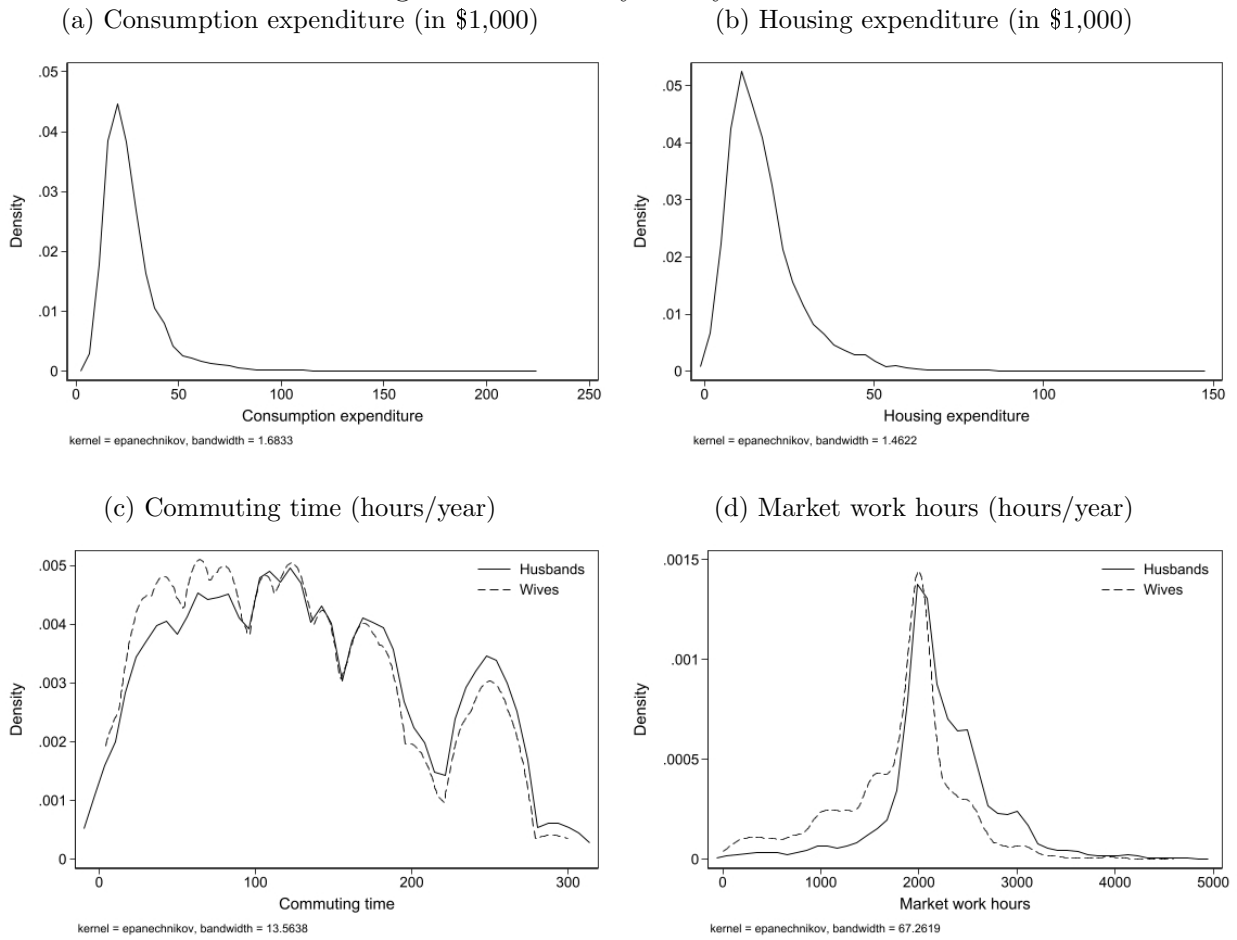 (a) Consumption expenditure (in $1,000)
.05
.04
.03
.02
.01
0
Density
0 50 100 150 200 250
Consumption expenditure
kernel = epanechnikov, bandwidth = 1.6833
(b) Housing expenditure (in $1,000)
.05
.04
.03
.02
.01
0
Density
0 50 100 150
Housing expenditure
kernel = epanechnikov, bandwidth = 1.4622
(c) Commuting time (hours/year)
Husbands
Wives
.005
.004
.003
.002
.001
0
Density
0 100 200 300
Commuting time
kernel = epanechnikov, bandwidth = 13.5638
(d) Market work hours (hours/year)
Husbands
Wives
.0015
.001
.0005
0
Density
0 1000 2000 3000 4000 5000
Market work hours
kernel = epanechnikov, bandwidth = 67.2619